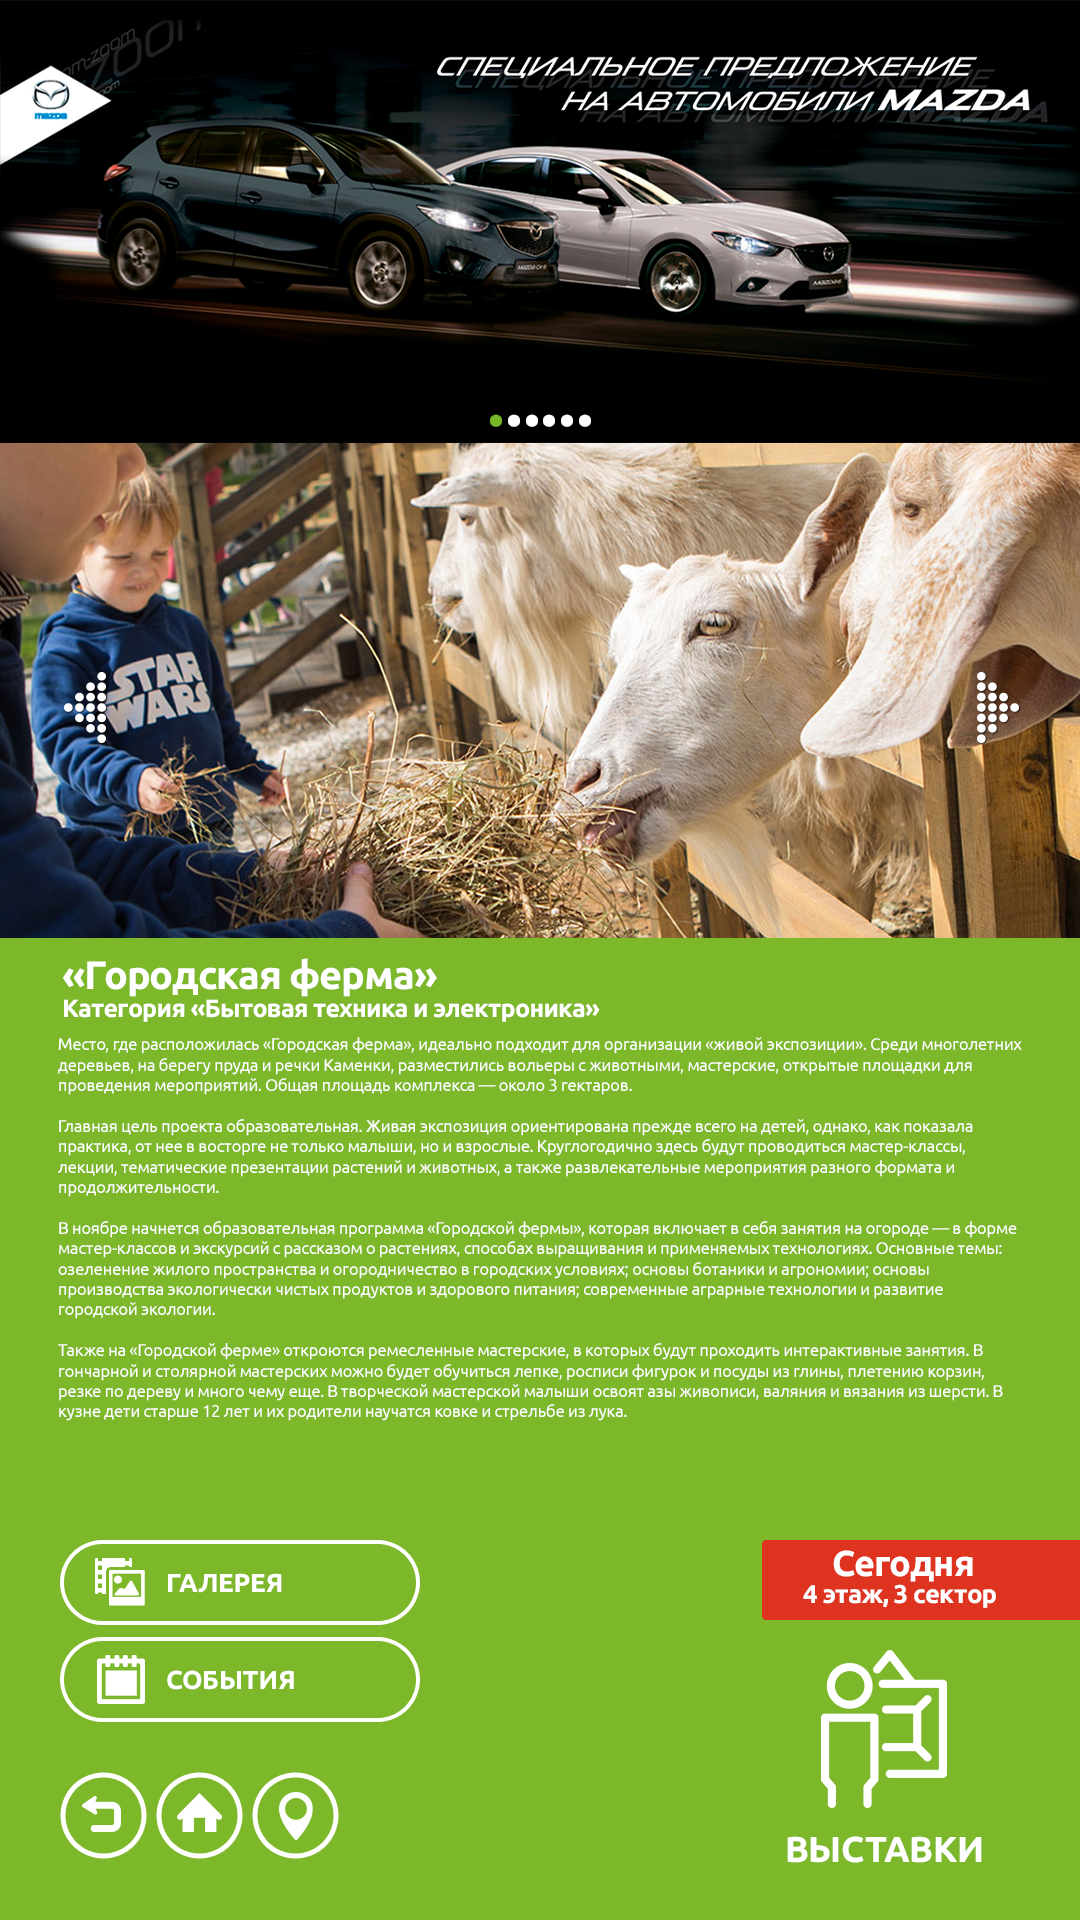 zoom-zoom
СПЕЦИАЛЬНОЕ ПРЕДЛОЖЕНИЕ
НА АВТОМОБИЛИ MAZDA
mazda
STAR
WARS
«Городская ферма»
Категория «Бытовая техника и электроника»
Место, где расположилась «Городская ферма», идеально подходит для организации «живой экспозиции». Среди многолетних
деревьев, на берегу пруда и речки Каменки, разместились вольеры с животными, мастерские, открытые площадки для
проведения мероприятий. Общая площадь комплекса — около 3 гектаров.
Главная цель проекта образовательная. Живая экспозиция ориентирована прежде всего на детей, однако, как показала
практика, от нее в восторге не только малыши, но и взрослые. Круглогодично здесь будут проводиться мастер-классы,
лекции, тематические презентации растений и животных, а также развлекательные мероприятия разного формата и
продолжительности.
В ноябре начнется образовательная программа «Городской фермы», которая включает в себя занятия на огороде — в форме
мастер-классов и экскурсий с рассказом о растениях, способах выращивания и применяемых технологиях. Основные темы:
озеленение жилого пространства и огородничество в городских условиях; основы ботаники и агрономии; основы
производства экологически чистых продуктов и здорового питания; современные аграрные технологии и развитие
городской экологии.
Также на «Городской ферме» откроются ремесленные мастерские, в которых будут проходить интерактивные занятия. В
гончарной и столярной мастерских можно будет обучиться лепке, росписи фигурок и посуды из глины, плетению корзин,
резке по дереву и много чему еще. В творческой мастерской малыши освоят азы живописи, валяния и вязания из шерсти. В
кузне дети старше 12 лет и их родители научатся ковке и стрельбе из лука.
ГАЛЕРЕЯ
Сегодня
4 этаж, 3 сектор
СОБЫТИЯ
ВЫСТАВКИ